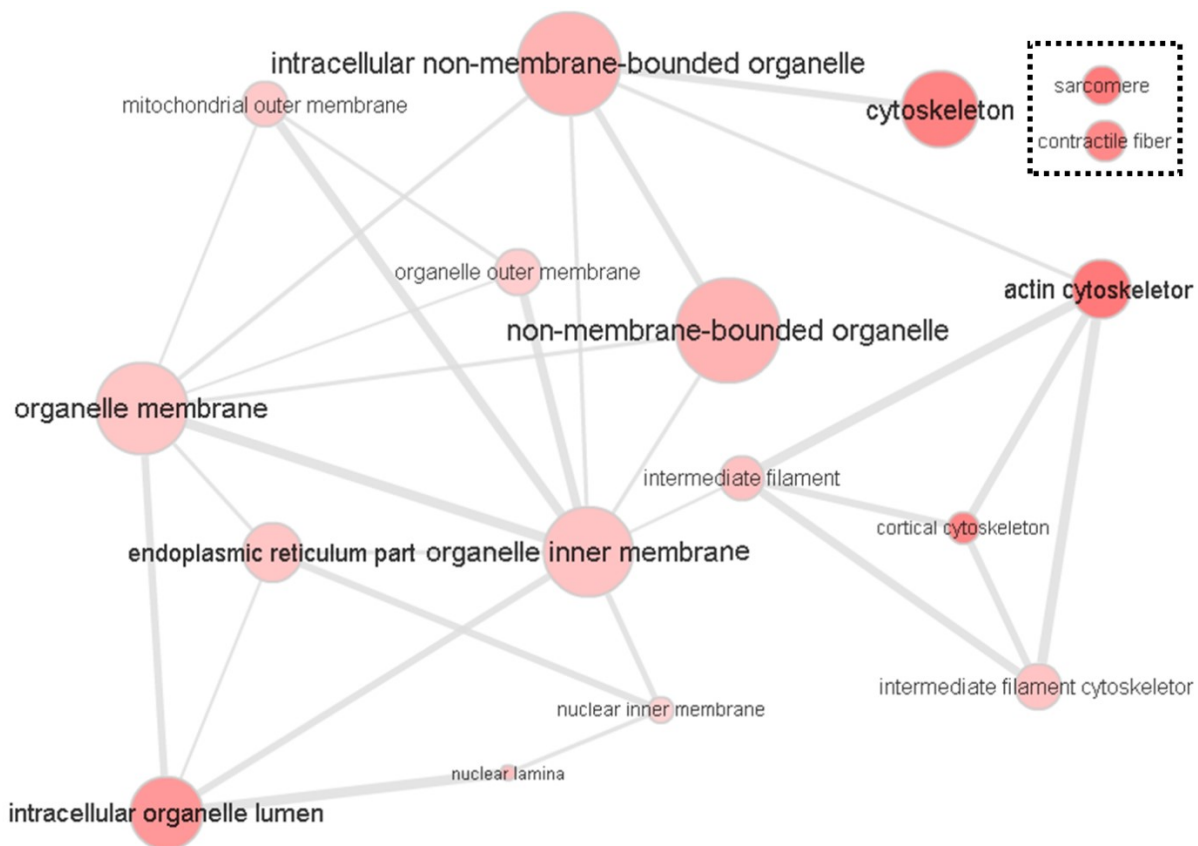 intracellular non-membrane-bounded organelle
sarcomere
mitochondrial outer membrane
cytoskeleton
contractile fiber
organelle outer membrane
actin cytoskeletor
non-membrane-bounded organelle
organelle membrane
intermediate filament
cortical cytoskeleton
endoplasmic reticulum part
organelle inner membrane
intermediate filament cytoskeletor
nuclear inner membrane
nuclear lamina
intracellular organelle lumen